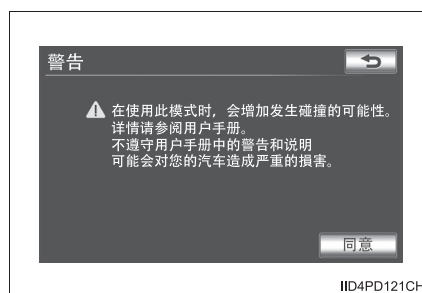 警告
在使用此模式时，会增加发生碰撞的可能性。
详情请参阅用户手册。
不遵守用户手册中的警告和说明
可能会对您的汽车造成严重的损害。
同意
IID4PD121CH